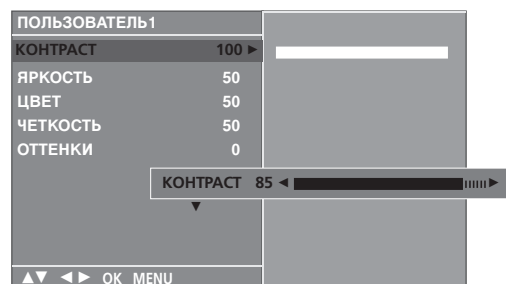 ПОЛЬЗОВАТЕЛЬ1
КОНТРАСТ 100 ►
ЯРКОСТЬ 50
ЦВЕТ 50
ЧЕТКОСТЬ 50
ОТТЕНКИ 0
КОНТРАСТ 85 ◄ ►
▼
▲▼ ◄► OK MENU